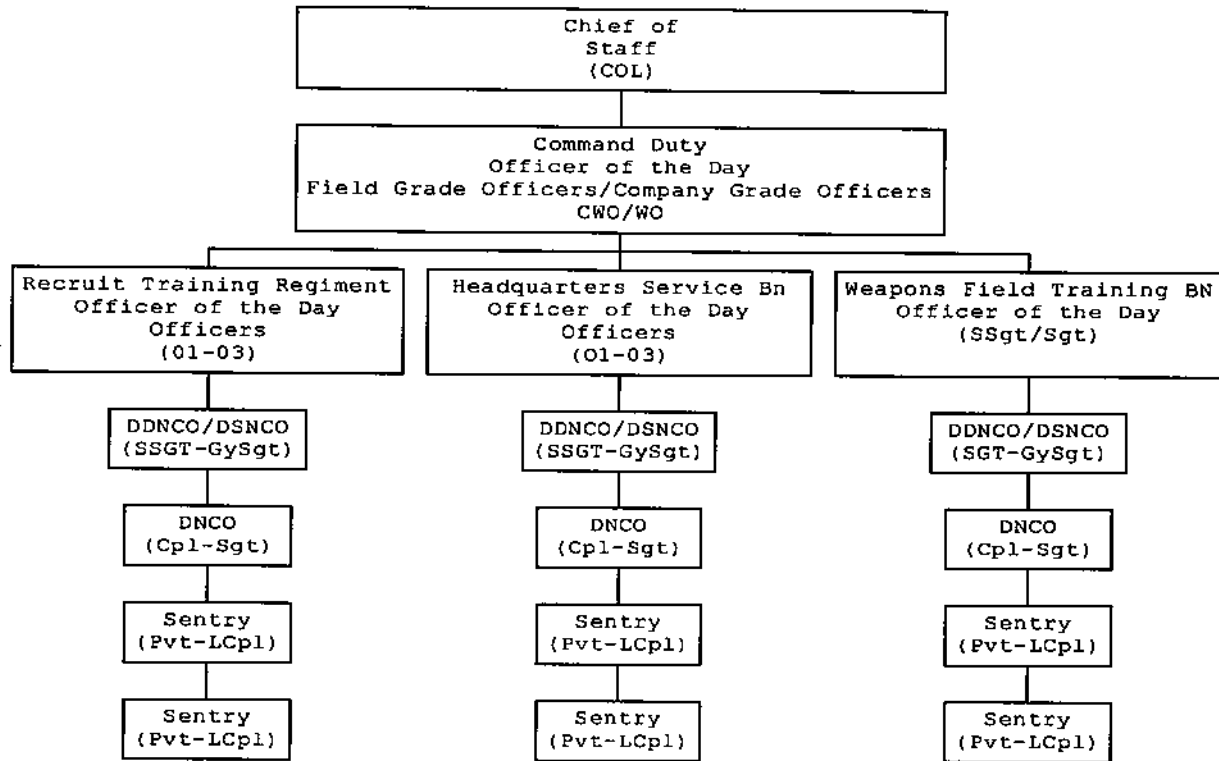 Chief of
Staff
(COL)
Command Duty
Officer of the Day
Field Grade Officers/Company Grade Officers
CWO/WO
Recruit Training Regiment
Officer of the Day
Officers
(01-03)
Headquarters Service Bn
Officer of the Day
Officers
(O1-03)
Weapons Field Training BN
Officer of the Day
(SSgt/Sgt)
DDNCO/DSNCO
(SSGT-GySgt)
DDNCO/DSNCO
(SSGT-GySgt)
DDNCO/DSNCO
(SGT-GySgt)
DNCO
(Cpl-Sgt)
DNCO
(Cpl-Sgt)
DNCO
(Cpl-Sgt)
Sentry
(Pvt-LCpl)
Sentry
(Pvt-LCpl)
Sentry
(Pvt-LCpl)
Sentry
(Pvt-LCpl)
Sentry
(Pvt-LCpl)
Sentry
(Pvt-LCpl)